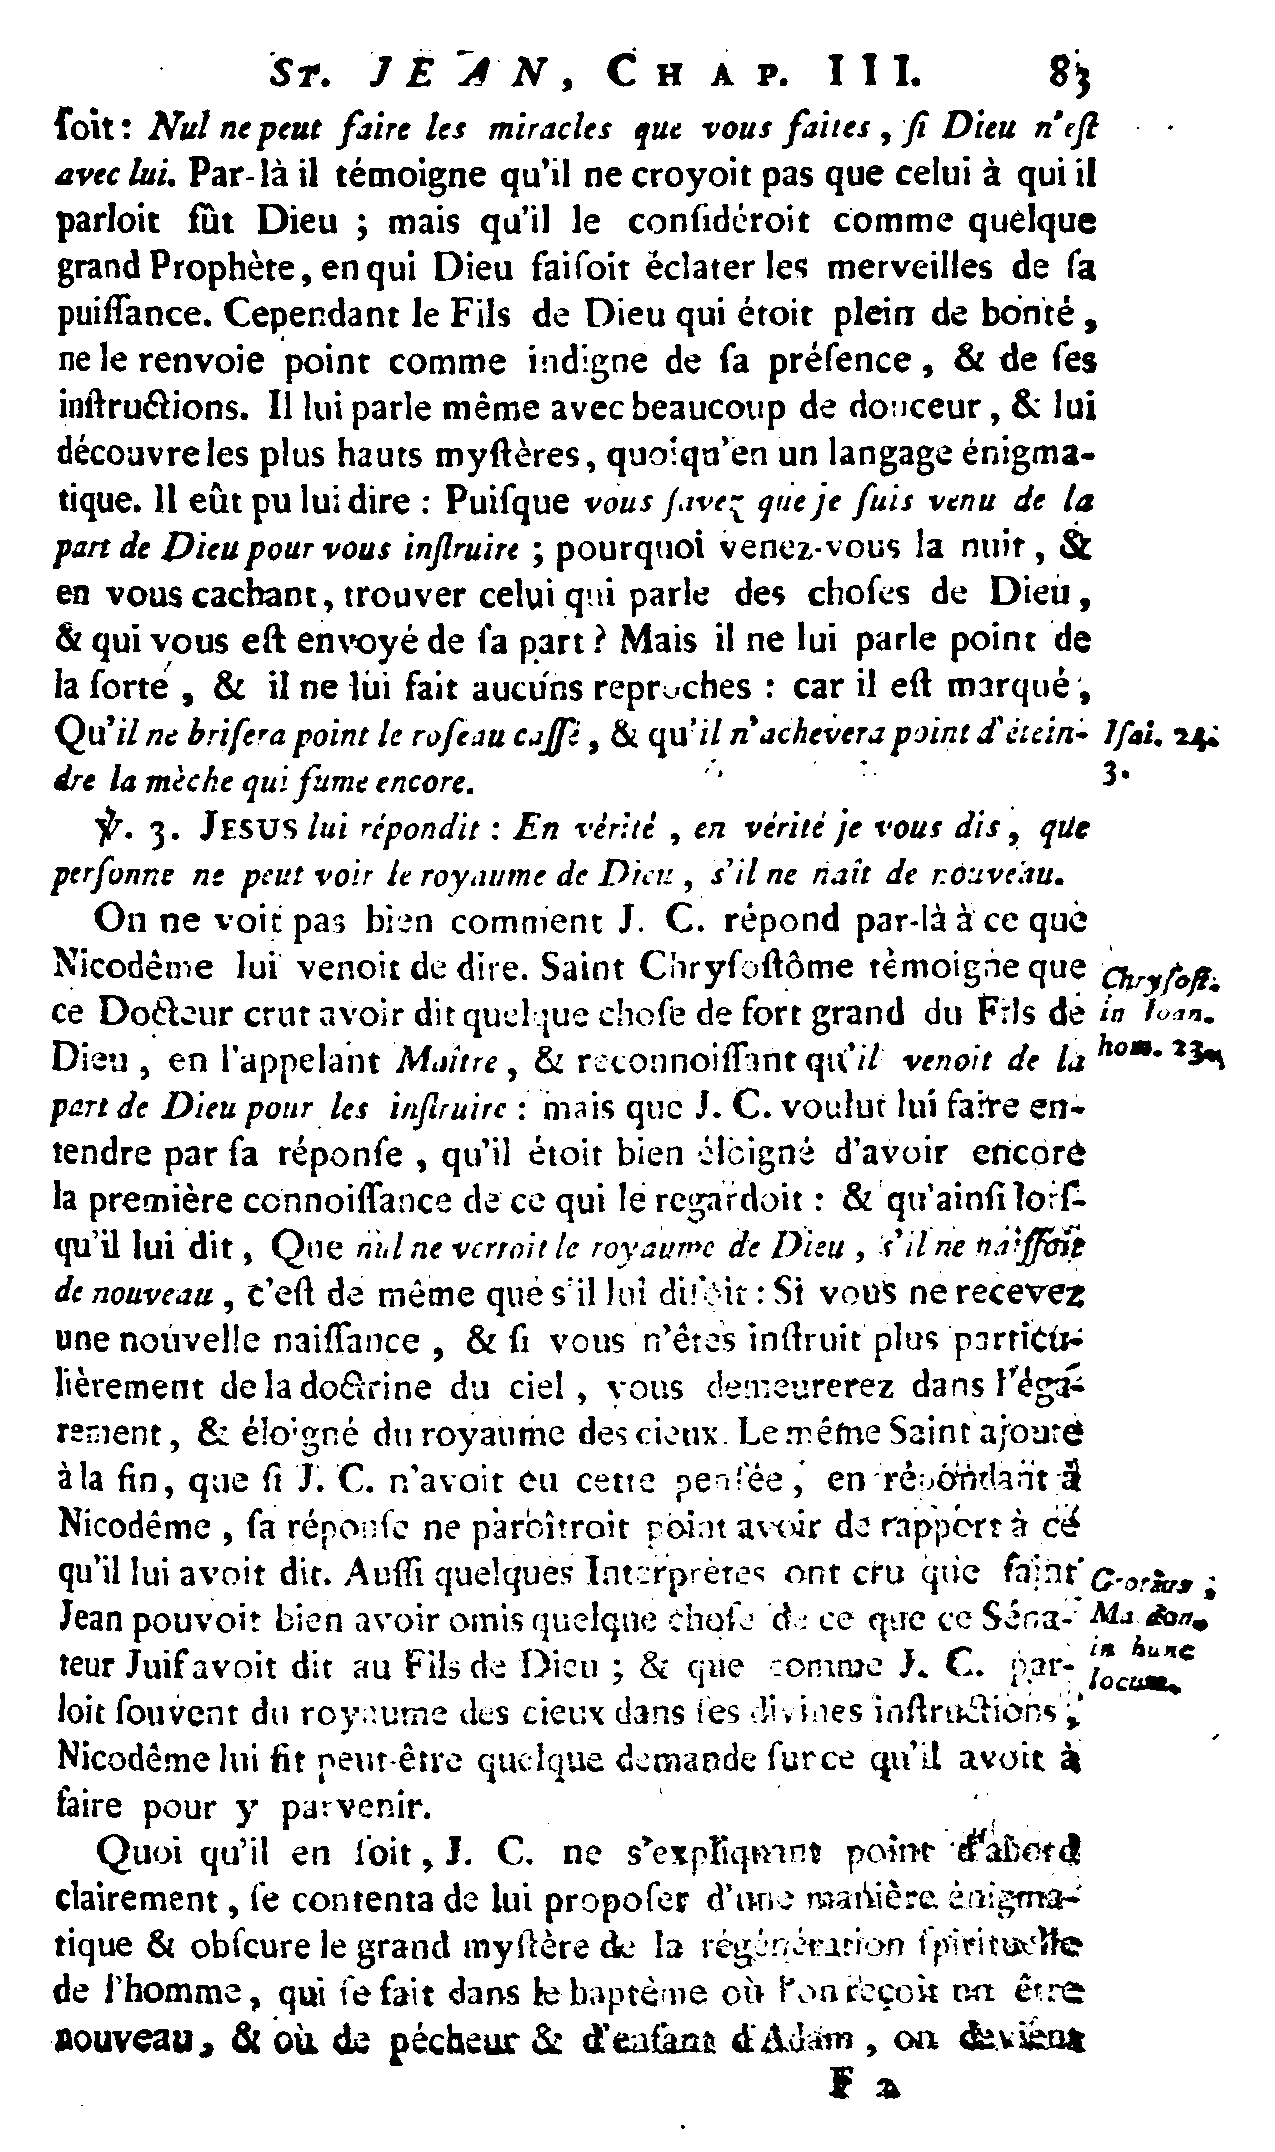 ST. JEAN, CHAP. III. 83
ſoit : Nul ne peut faire les miracles que vous faites, ſi Dieu n'eſt
avec lui. Par-là il témoigne qu'il ne croyoit pas que celui à qui il
parloit fût Dieu ; mais qu'il le conſidéroit comme quelque
grand Prophète, en qui Dieu faiſoit éclater les merveilles de ſa
puiſſance. Cependant le Fils de Dieu qui étoit plein de bonté,
ne le renvoie point comme indigne de ſa préſence, & de ſes
inſtructions. Il lui parle même avec beaucoup de douceur, & lui
découvre les plus hauts myſtères, quoiqu'en un langage énigma-
tique. Il eût pu lui dire : Puiſque vous ſavez que je ſuis venu de la
part de Dieu pour vous inſtruire ; pourquoi venez-vous la nuit, &
en vous cachant, trouver celui qui parle des choſes de Dieu,
& qui vous eſt envoyé de ſa part ? Mais il ne lui parle point de
la ſorte, & il ne lui fait aucuns reproches : car il eſt marqué,
Qu'il ne briſera point le roſeau caſſé, & qu'il n'achevera point d'étein-
Iſai. 24.
dre la mèche qui fume encore.
3.
℣. 3. JESUS lui répondit : En vérité, en vérité je vous dis, que
perſonne ne peut voir le royaume de Dieu, s'il ne naît de nouveau.
On ne voit pas bien comment J. C. répond par-là à ce que
Nicodême lui venoit de dire. Saint Chryſoſtôme témoigne que
Chryſoſt.
ce Docteur crut avoir dit quelque choſe de fort grand du Fils de
in Ioan.
Dieu, en l'appelant Maître, & reconnoiſſant qu'il venoit de la
hom. 23.
part de Dieu pour les inſtruire : mais que J. C. voulut lui faire en-
tendre par ſa réponſe, qu'il étoit bien éloigné d'avoir encore
la première connoiſſance de ce qui le regardoit : & qu'ainſi lorſ-
qu'il lui dit, Que nul ne verroit le royaume de Dieu, s'il ne naiſſoit
de nouveau, c'eſt de même que s'il lui diſoit : Si vous ne recevez
une nouvelle naiſſance, & ſi vous n'êtes inſtruit plus particu-
lièrement de la doctrine du ciel, vous demeurerez dans l'éga-
rement, & éloigné du royaume des cieux. Le même Saint ajoute
à la fin, que ſi J. C. n'avoit eu cette penſée, en répondant à
Nicodême, ſa réponſe ne paroîtroit point avoir de rapport à ce
qu'il lui avoit dit. Auſſi quelques Interprètes ont cru que ſaint
Grotius ;
Jean pouvoit bien avoir omis quelque choſe de ce que ce Séna-
Maldon.
teur Juif avoit dit au Fils de Dieu ; & que comme J. C. par-
in hunc
locum.
loit ſouvent du royaume des cieux dans ſes divines inſtructions,
Nicodême lui fit peut-être quelque demande ſur ce qu'il avoit à
faire pour y parvenir.
Quoi qu'il en ſoit, J. C. ne s'expliquant point d'abord
clairement, ſe contenta de lui propoſer d'une manière énigma-
tique & obſcure le grand myſtère de la régénération ſpirituelle
de l'homme, qui ſe fait dans le baptême où l'on reçoit un être
nouveau, & où de pécheur & d'enfant d'Adam, on devient
F 2